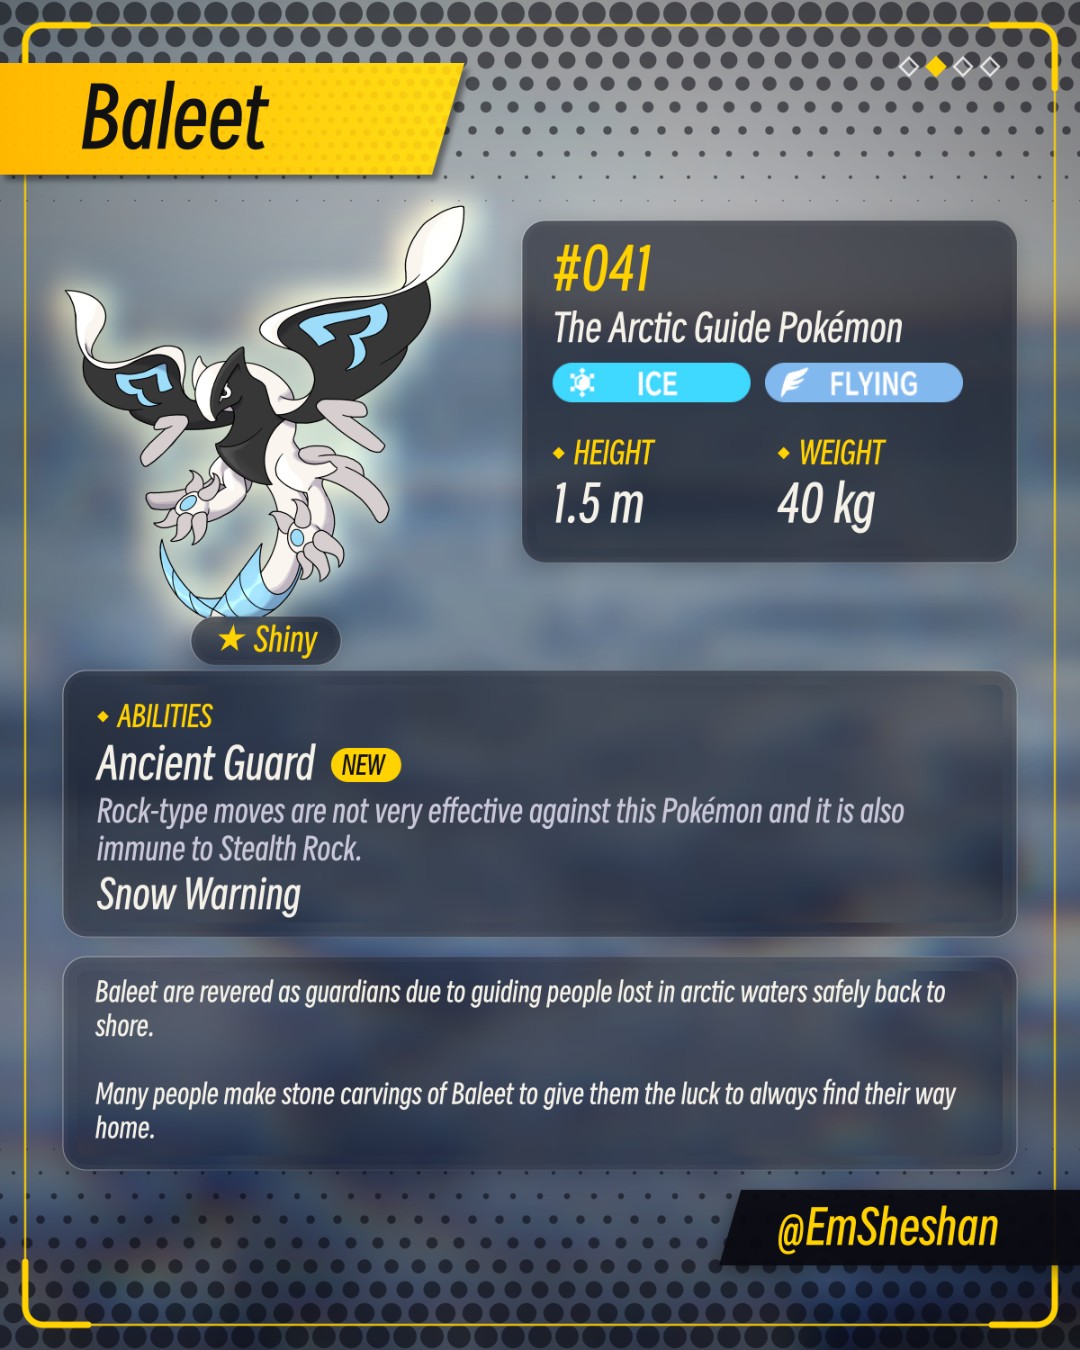 Baleet
#041
The Arctic Guide Pokémon
ICE
FLYING
HEIGHT
WEIGHT
1.5 m
40 kg
Shiny
ABILITIES
Ancient Guard NEW
Rock-type moves are not very effective against this Pokémon and it is also
immune to Stealth Rock.
Snow Warning
Baleet are revered as guardians due to guiding people lost in arctic waters safely back to
shore.
Many people make stone carvings of Baleet to give them the luck to always find their way
home.
@EmSheshan